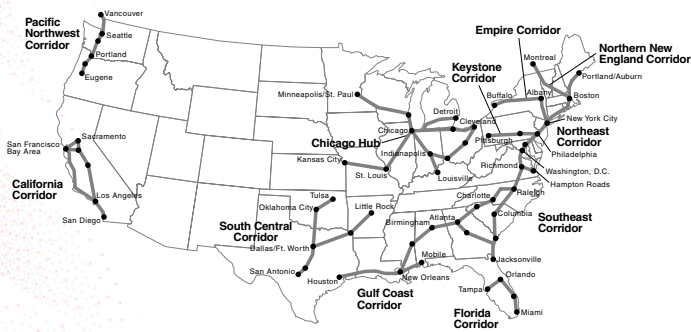 Pacific
Northwest
Corridor
Vancouver
Seattle
Portland
Eugene
Empire Corridor
Montreal
Northern New
England Corridor
Keystone
Corridor
Portland/Auburn
Buffalo
Albany
Boston
Minneapolis/St. Paul
Detroit
Cleveland
New York City
Chicago
Chicago Hub
Pittsburgh
Northeast
Corridor
Sacramento
San Francisco
Bay Area
Indianapolis
Philadelphia
Kansas City
St. Louis
Louisville
Richmond
Washington, D.C.
Hampton Roads
California
Corridor
Los Angeles
San Diego
Tulsa
Oklahoma City
Little Rock
Charlotte
Raleigh
South Central
Corridor
Birmingham
Atlanta
Columbia
Southeast
Corridor
Dallas/Ft. Worth
Mobile
Jacksonville
San Antonio
Houston
New Orleans
Gulf Coast
Corridor
Orlando
Tampa
Miami
Florida
Corridor